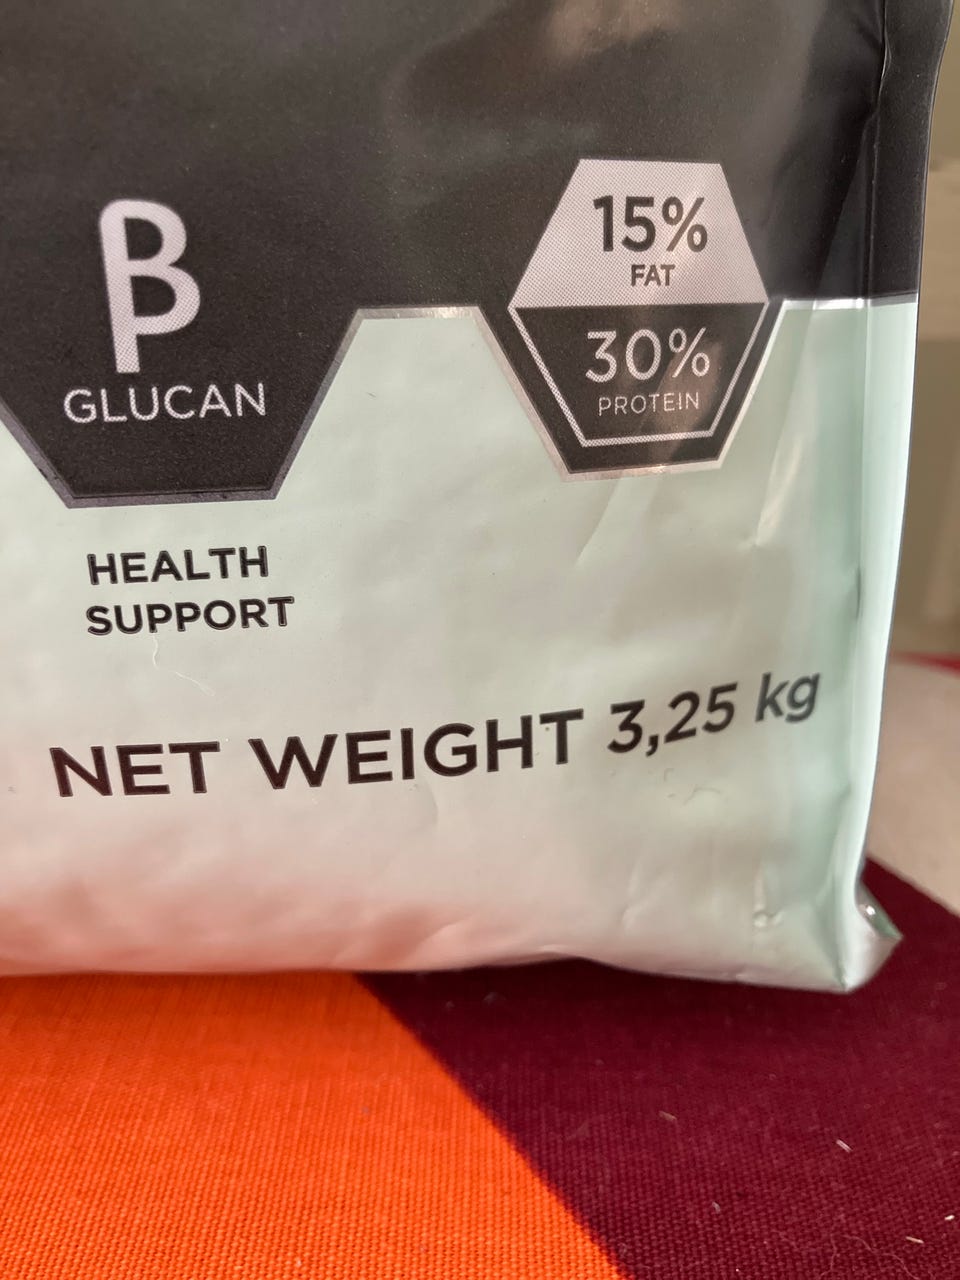 β
GLUCAN
15%
FAT
30%
PROTEIN
HEALTH
SUPPORT
NET WEIGHT 3,25 kg